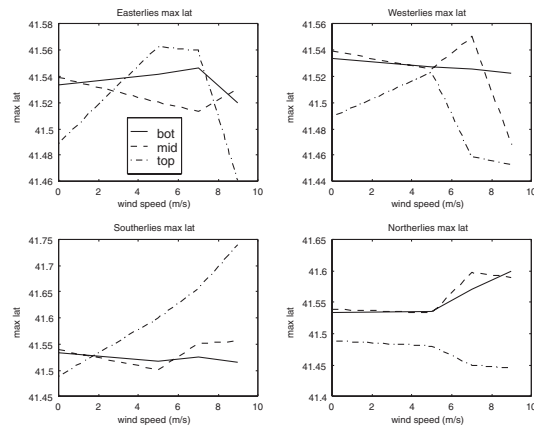 Easterlies max lat
41.58
41.56
41.54
41.52
41.5
41.48
41.46
max lat
bot
mid
top
0 2 4 6 8 10
wind speed (m/s)
Westerlies max lat
41.56
41.54
41.52
41.5
41.48
41.46
41.44
max lat
0 2 4 6 8 10
wind speed (m/s)
Southerlies max lat
41.75
41.7
41.65
41.6
41.55
41.5
41.45
max lat
0 2 4 6 8 10
wind speed (m/s)
Northerlies max lat
41.65
41.6
41.55
41.5
41.45
41.4
max lat
0 2 4 6 8 10
wind speed (m/s)